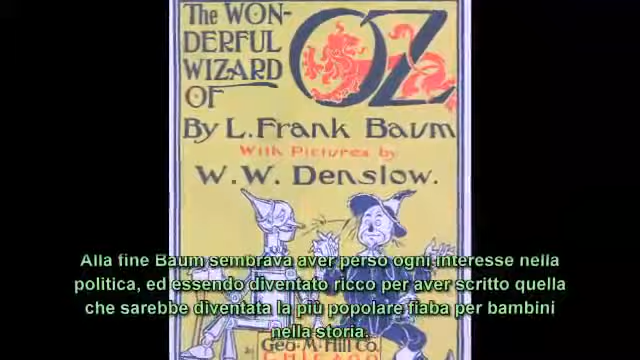 The WON-
DERFUL
WIZARD
OF
OZ
By L. Frank Baum
With Pictures by
W. W. Denslow.
Alla fine Baum sembrava aver perso ogni interesse nella
politica, ed essendo diventato ricco per aver scritto quella
che sarebbe diventata la più popolare fiaba per bambini
nella storia.
Geo. M. Hill Co.
CHICAGO